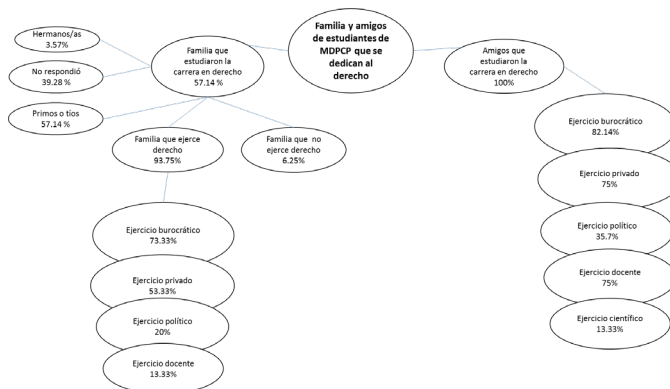 Familia y amigos
de estudiantes de
MDPCP que se
dedican al
derecho
Hermanos/as
3.57%
No respondió
39.28 %
Primos o tíos
57.14 %
Familia que
estudiaron la
carrera en derecho
57.14 %
Familia que ejerce
derecho
93.75%
Familia que no
ejerce derecho
6.25%
Ejercicio burocrático
73.33%
Ejercicio privado
53.33%
Ejercicio político
20%
Ejercicio docente
13.33%
Amigos que
estudiaron la
carrera en derecho
100%
Ejercicio burocrático
82.14%
Ejercicio privado
75%
Ejercicio político
35.7%
Ejercicio docente
75%
Ejercicio científico
13.33%